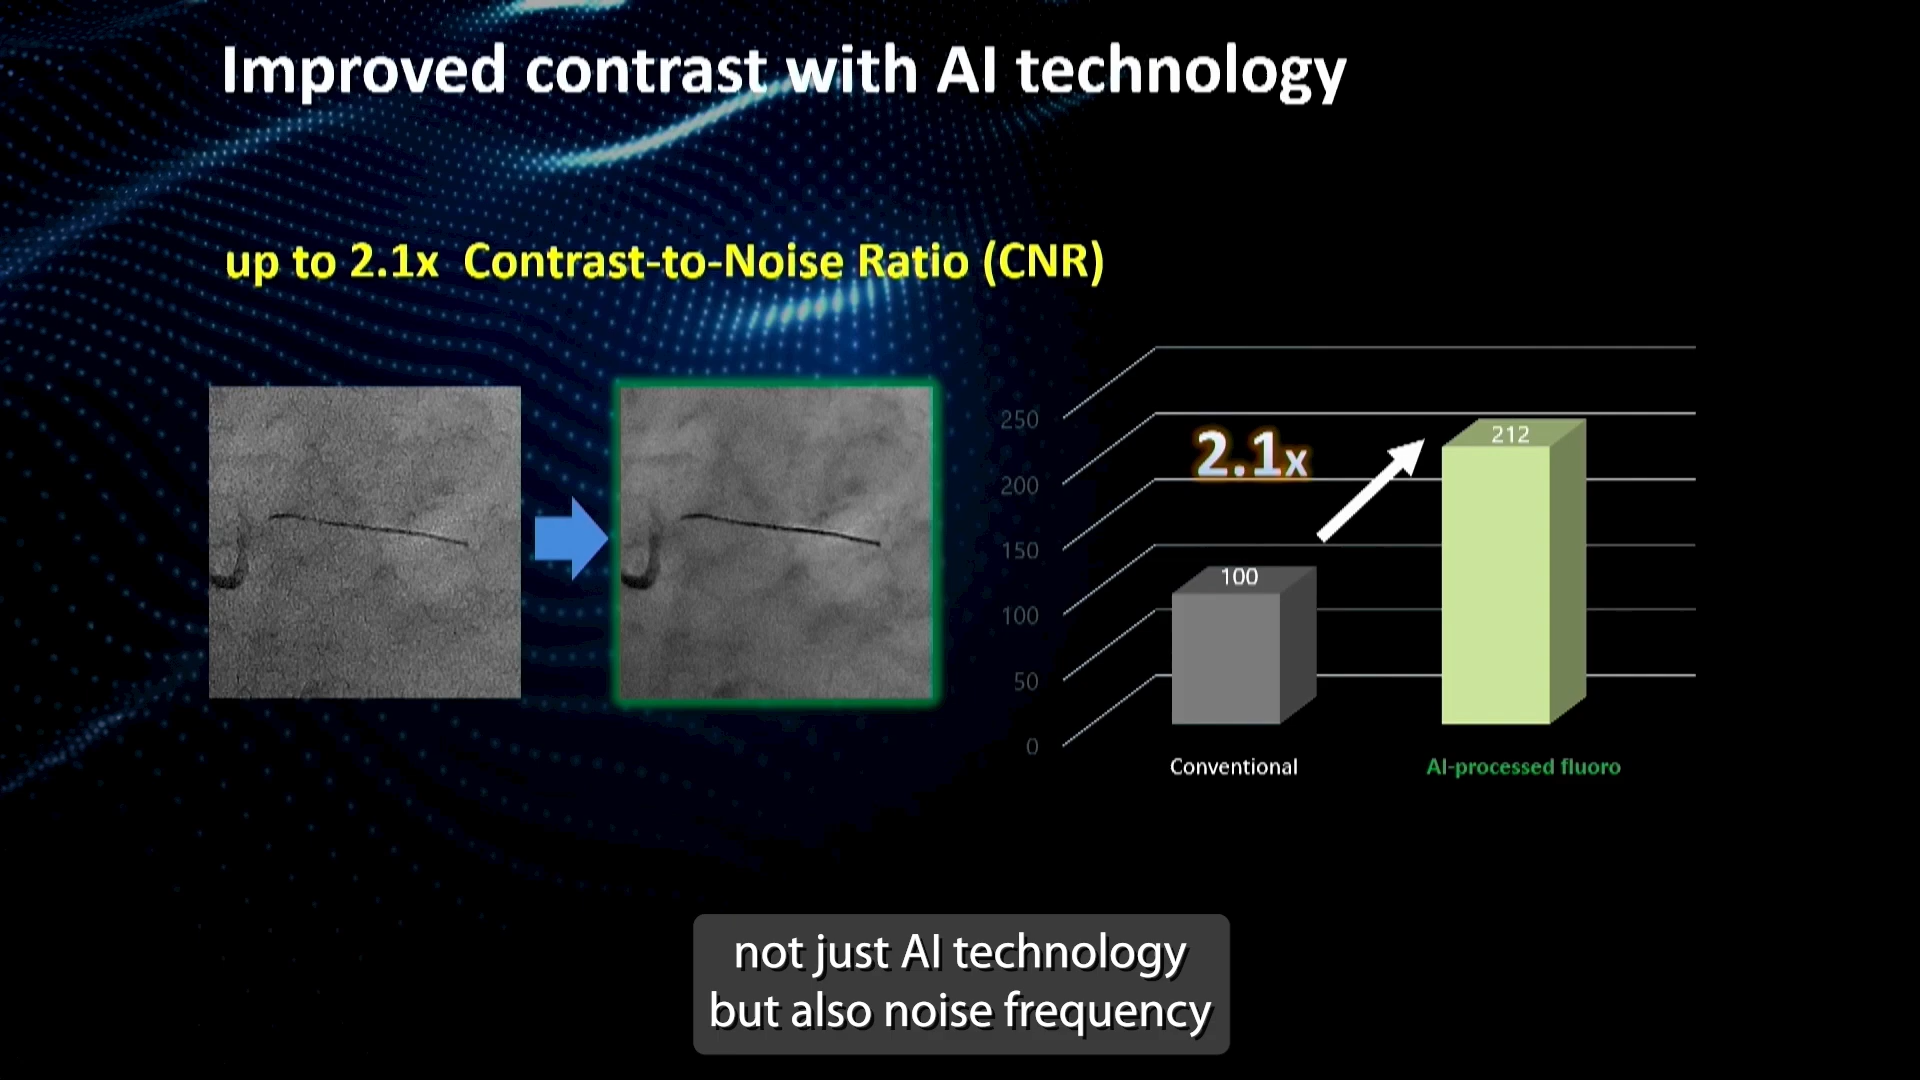 Improved contrast with AI technology
up to 2.1x Contrast-to-Noise Ratio (CNR)
250
200
150
100
50
0
2.1x
100
212
Conventional
AI-processed fluoro
not just AI technology
but also noise frequency